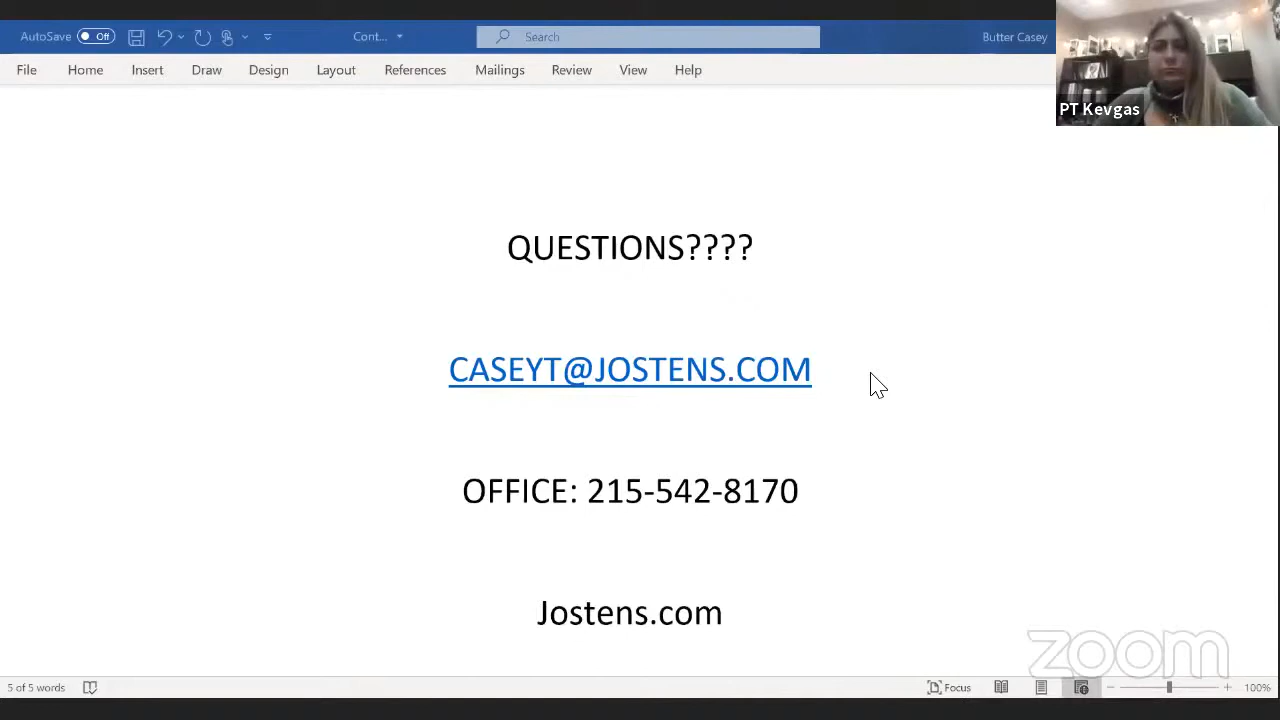 AutoSave Off Cont... Search Butter Casey
File Home Insert Draw Design Layout References Mailings Review View Help
PT Kevgas
QUESTIONS????
CASEYT@JOSTENS.COM
OFFICE: 215-542-8170
Jostens.com
zoom
5 of 5 words Focus 100%